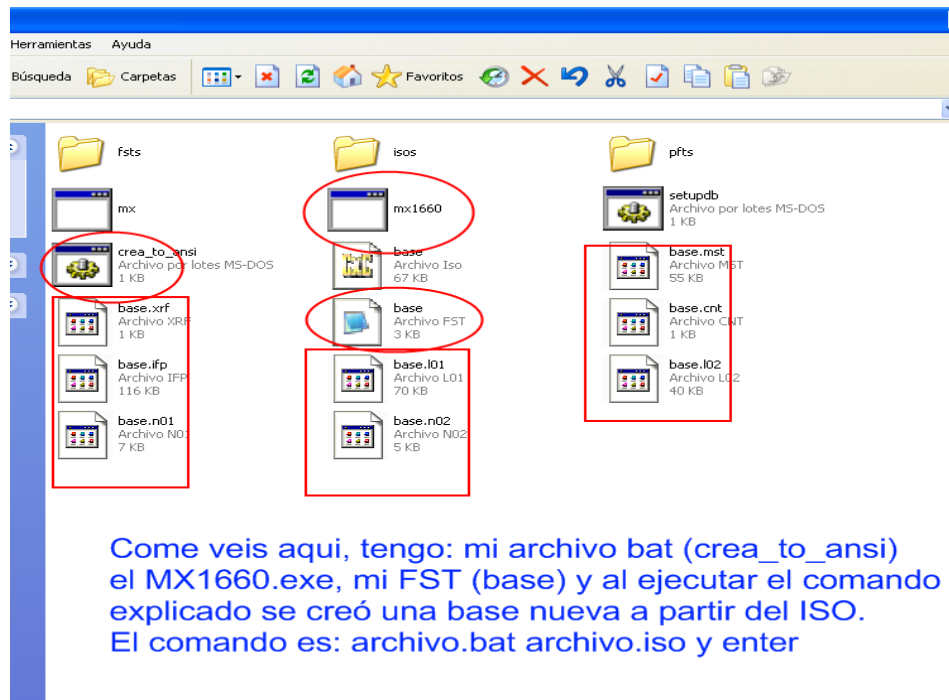 Herramientas Ayuda
Búsqueda Carpetas Favoritos
fsts isos pfts
mx mx1660 setupdb
Archivo por lotes MS-DOS
1 KB
crea_to_ansi
Archivo por lotes MS-DOS
1 KB
base
Archivo Iso
67 KB
base.mst
Archivo MST
55 KB
base.xrf
Archivo XRF
1 KB
base
Archivo FST
3 KB
base.cnt
Archivo CNT
1 KB
base.ifp
Archivo IFP
116 KB
base.l01
Archivo L01
70 KB
base.l02
Archivo L02
40 KB
base.n01
Archivo N01
7 KB
base.n02
Archivo N02
5 KB
Come veis aqui, tengo: mi archivo bat (crea_to_ansi)
el MX1660.exe, mi FST (base) y al ejecutar el comando
explicado se creó una base nueva a partir del ISO.
El comando es: archivo.bat archivo.iso y enter